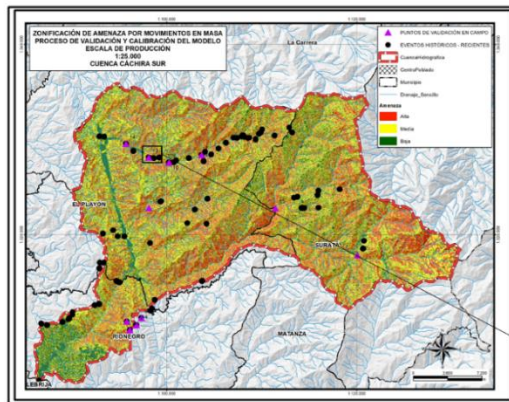 ZONIFICACIÓN DE AMENAZA POR MOVIMIENTOS EN MASA
PROCESO DE VALIDACIÓN Y CALIBRACIÓN DEL MODELO
ESCALA DE PRODUCCIÓN
1:25.000
CUENCA CÁCHIRA SUR
PUNTOS DE VALIDACIÓN EN CAMPO
EVENTOS HISTÓRICOS - RECIENTES
CuencaHidrografica
CentroPoblado
Municipio
Drenaje_Sencillo
Amenaza
Alta
Media
Baja
EL PLAYÓN
SURATÁ
MATANZA
RIONEGRO
LEBRIJA